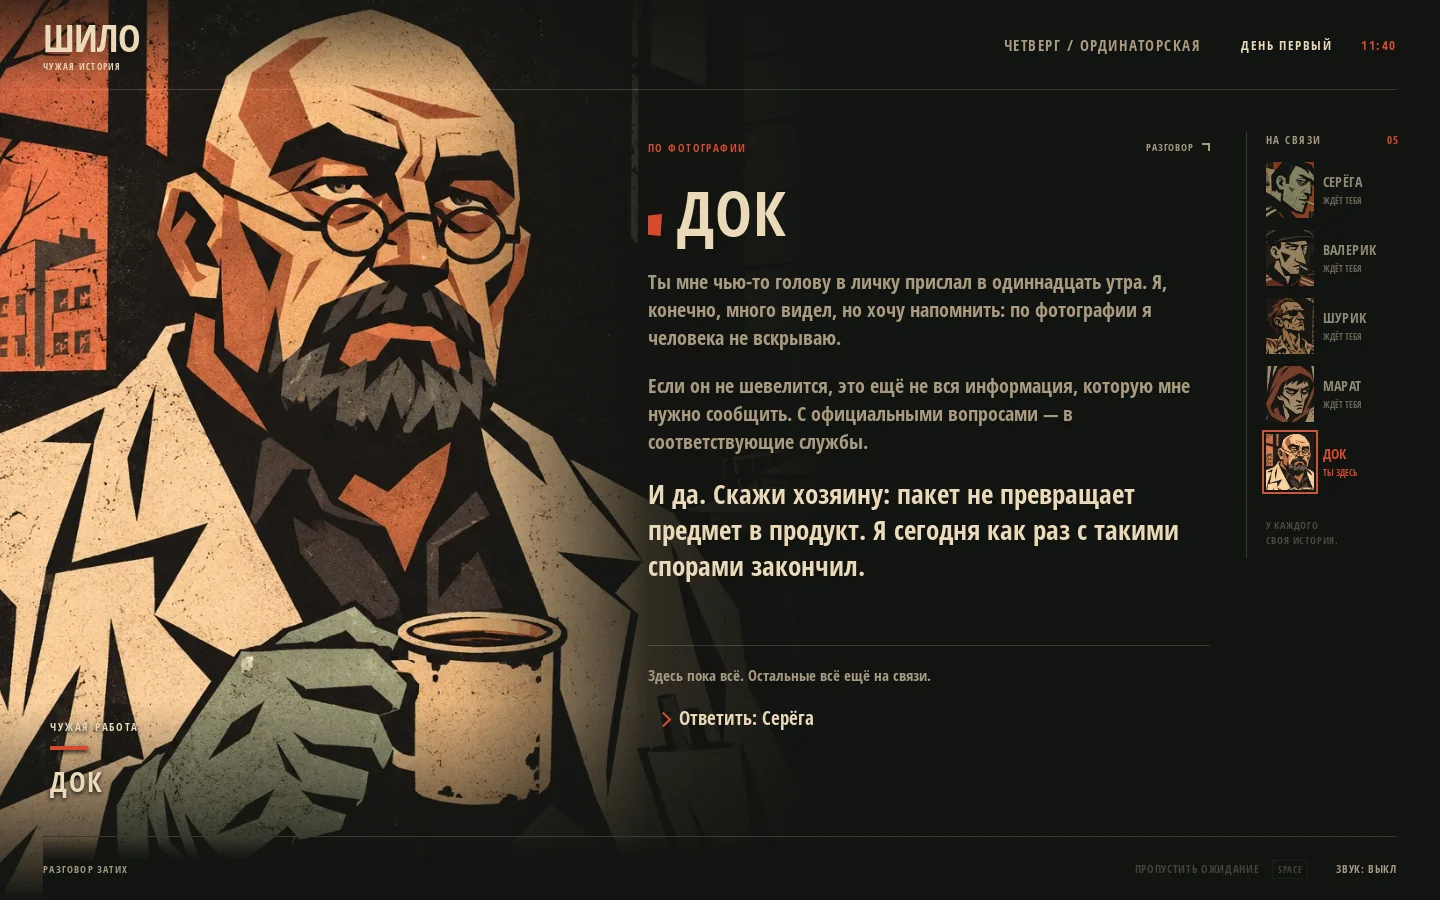 ШИЛО
ЧУЖАЯ ИСТОРИЯ
ЧЕТВЕРГ / ОРДИНАТОРСКАЯ
ДЕНЬ ПЕРВЫЙ
11:40
ПО ФОТОГРАФИИ
РАЗГОВОР
ДОК
Ты мне чью-то голову в личку прислал в одиннадцать утра. Я,
конечно, много видел, но хочу напомнить: по фотографии я
человека не вскрываю.
Если он не шевелится, это ещё не вся информация, которую мне
нужно сообщить. С официальными вопросами — в
соответствующие службы.
И да. Скажи хозяину: пакет не превращает
предмет в продукт. Я сегодня как раз с такими
спорами закончил.
Здесь пока всё. Остальные всё ещё на связи.
Ответить: Серёга
НА СВЯЗИ
05
СЕРЁГА
ЖДЁТ ТЕБЯ
ВАЛЕРИК
ЖДЁТ ТЕБЯ
ШУРИК
ЖДЁТ ТЕБЯ
МАРАТ
ЖДЁТ ТЕБЯ
ДОК
ТЫ ЗДЕСЬ
У КАЖДОГО
СВОЯ ИСТОРИЯ.
ЧУЖАЯ РАБОТА
ДОК
РАЗГОВОР ЗАТИХ
ПРОПУСТИТЬ ОЖИДАНИЕ
SPACE
ЗВУК: ВЫКЛ